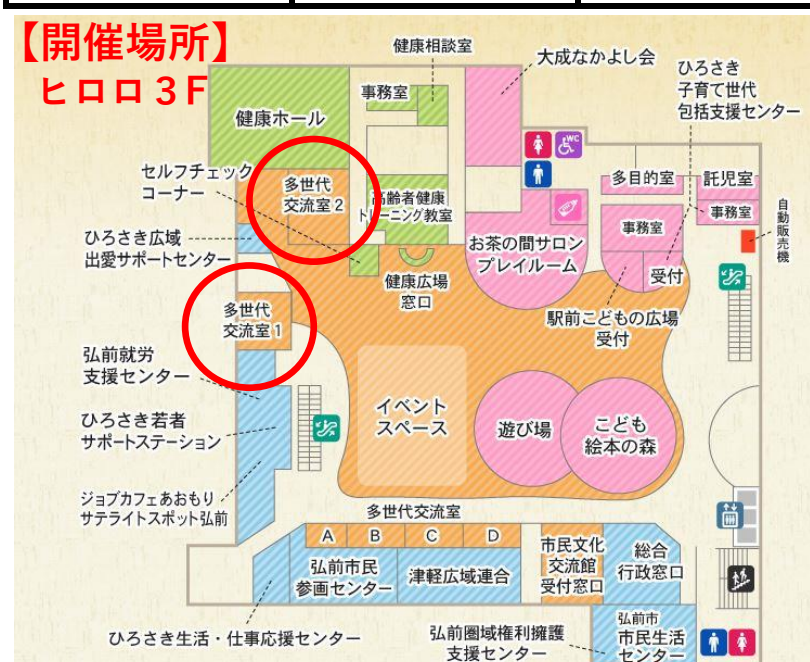 【開催場所】
ヒロロ3F
健康相談室
大成なかよし会
ひろさき
子育て世代
包括支援センター
事務室
健康ホール
WC
セルフチェック
コーナー
多世代
交流室2
高齢者健康
トレーニング教室
多目的室
託児室
事務室
事務室
自動販売機
ひろさき広域
出愛サポートセンター
お茶の間サロン
プレイルーム
受付
健康広場
窓口
多世代
交流室1
駅前こどもの広場
受付
弘前就労
支援センター
イベント
スペース
遊び場
こども
絵本の森
ひろさき若者
サポートステーション
ジョブカフェあおもり
サテライトスポット弘前
多世代交流室
A B C D
弘前市民
参画センター
津軽広域連合
市民文化
交流館
受付窓口
総合
行政窓口
ひろさき生活・仕事応援センター
弘前圏域権利擁護
支援センター
弘前市
市民生活
センター